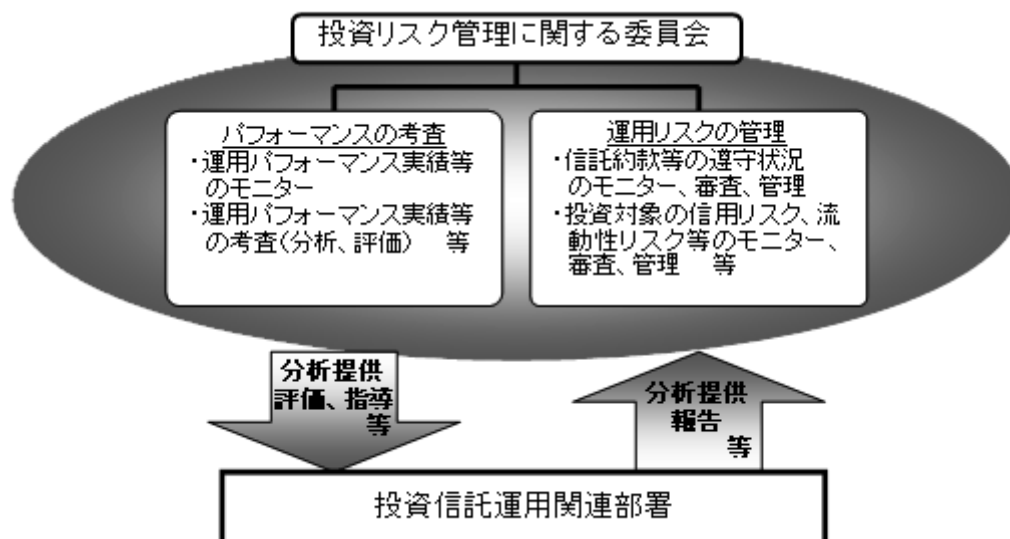 投資リスク管理に関する委員会
パフォーマンスの考査
・運用パフォーマンス実績等
のモニター
・運用パフォーマンス実績等
の考査(分析、評価) 等
運用リスクの管理
・信託約款等の遵守状況
のモニター、審査、管理
・投資対象の信用リスク、流
動性リスク等のモニター、
審査、管理 等
分析提供
評価、指導
等
分析提供
報告
等
投資信託運用関連部署